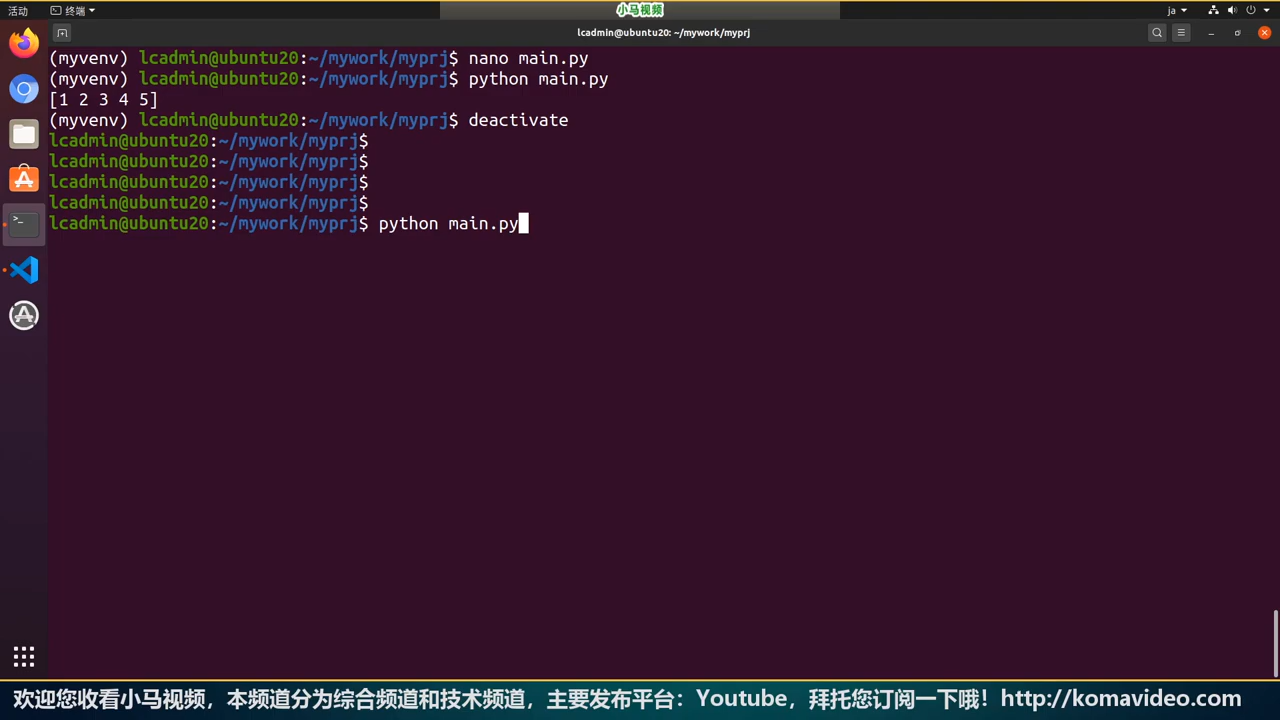 活动 终端 小马视频 ja
lcadmin@ubuntu20: ~/mywork/myprj
(myvenv) lcadmin@ubuntu20:~/mywork/myprj$ nano main.py
(myvenv) lcadmin@ubuntu20:~/mywork/myprj$ python main.py
[1 2 3 4 5]
(myvenv) lcadmin@ubuntu20:~/mywork/myprj$ deactivate
lcadmin@ubuntu20:~/mywork/myprj$
lcadmin@ubuntu20:~/mywork/myprj$
lcadmin@ubuntu20:~/mywork/myprj$
lcadmin@ubuntu20:~/mywork/myprj$
lcadmin@ubuntu20:~/mywork/myprj$ python main.py
欢迎您收看小马视频，本频道分为综合频道和技术频道，主要发布平台：Youtube，拜托您订阅一下哦！http://komavideo.com